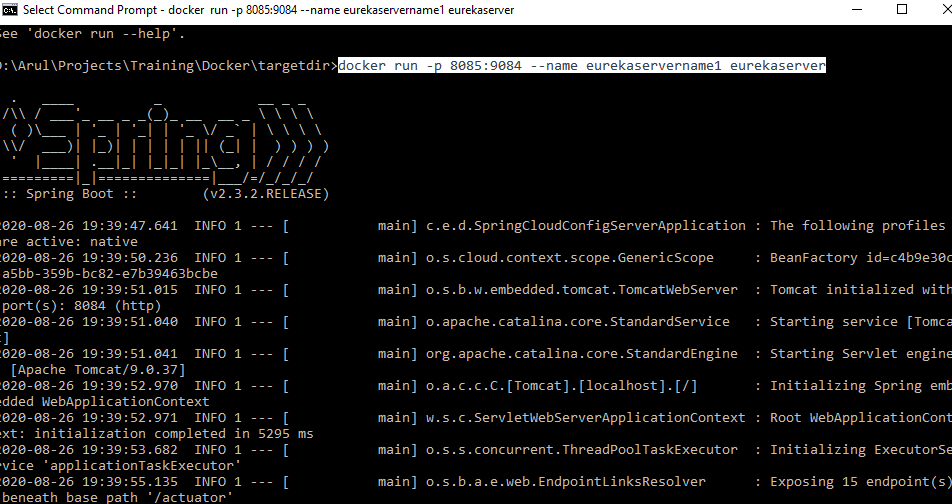 Select Command Prompt - docker run -p 8085:9084 --name eurekaservername1 eurekaserver
See 'docker run --help'.
D:\Arul\Projects\Training\Docker\targetdir>docker run -p 8085:9084 --name eurekaservername1 eurekaserver
  .   ____          _            __ _ _
/\\ / ___'_ __ _ _(_)_ __  __ _ \ \ \ \
( )\___ | '_ | '_| | '_ \/ _` | \ \ \ \
\\/  ___)| |_)| | | | | || (_| |  ) ) ) )
 '  |____| .__|_| |_|_| |_\__, | / / / /
=========|_|==============|___/=/_/_/_/
:: Spring Boot ::        (v2.3.2.RELEASE)
2020-08-26 19:39:47.641  INFO 1 --- [           main] c.e.d.SpringCloudConfigServerApplication : The following profiles
are active: native
2020-08-26 19:39:50.236  INFO 1 --- [           main] o.s.cloud.context.scope.GenericScope     : BeanFactory id=c4b9e30c
-a5bb-359b-bc82-e7b39463bcbe
2020-08-26 19:39:51.015  INFO 1 --- [           main] o.s.b.w.embedded.tomcat.TomcatWebServer  : Tomcat initialized with
port(s): 8084 (http)
2020-08-26 19:39:51.040  INFO 1 --- [           main] o.apache.catalina.core.StandardService   : Starting service [Tomca
t]
2020-08-26 19:39:51.041  INFO 1 --- [           main] org.apache.catalina.core.StandardEngine  : Starting Servlet engine
: [Apache Tomcat/9.0.37]
2020-08-26 19:39:52.970  INFO 1 --- [           main] o.a.c.c.C.[Tomcat].[localhost].[/]       : Initializing Spring emb
edded WebApplicationContext
2020-08-26 19:39:52.971  INFO 1 --- [           main] w.s.c.ServletWebServerApplicationContext : Root WebApplicationCont
ext: initialization completed in 5295 ms
2020-08-26 19:39:53.682  INFO 1 --- [           main] o.s.s.concurrent.ThreadPoolTaskExecutor  : Initializing ExecutorSe
rvice 'applicationTaskExecutor'
2020-08-26 19:39:55.135  INFO 1 --- [           main] o.s.b.a.e.web.EndpointLinksResolver      : Exposing 15 endpoint(s)
beneath base path '/actuator'